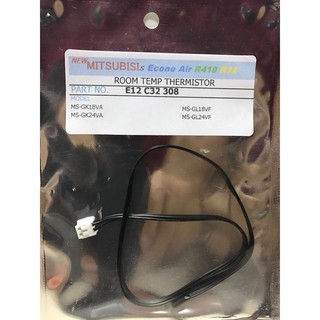 NEW MITSUBISIs Econo Air R410 R32
ROOM TEMP THERMISTOR
PART NO. E12 C32 308
MODEL
MS-GK18VA MS-GL18VF
MS-GK24VA MS-GL24VF